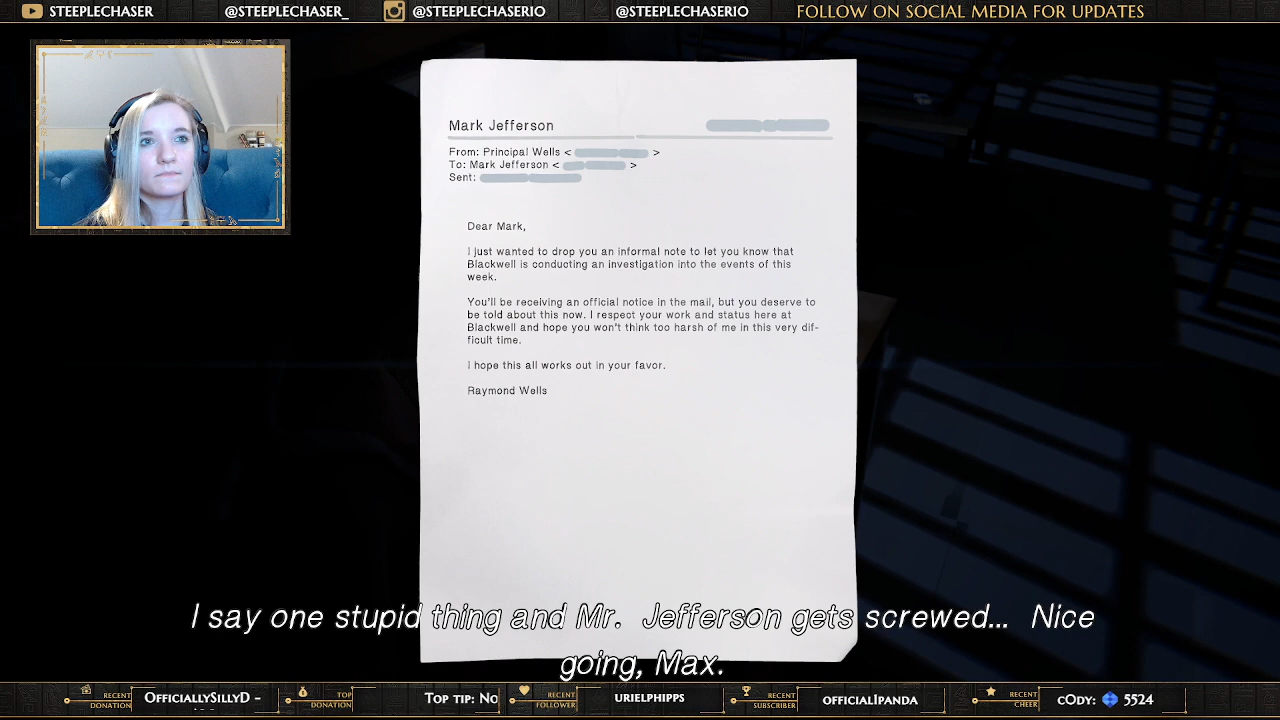 STEEPLECHASER @STEEPLECHASER_ @STEEPLECHASERIO @STEEPLECHASERIO FOLLOW ON SOCIAL MEDIA FOR UPDATES
Mark Jefferson
From: Principal Wells < >
To: Mark Jefferson < >
Sent:
Dear Mark,
I just wanted to drop you an informal note to let you know that
Blackwell is conducting an investigation into the events of this
week.
You'll be receiving an official notice in the mail, but you deserve to
be told about this now. I respect your work and status here at
Blackwell and hope you won't think too harsh of me in this very dif-
ficult time.
I hope this all works out in your favor.
Raymond Wells
I say one stupid thing and Mr. Jefferson gets screwed... Nice
going, Max.
RECENT DONATION OFFICIALLYSILLYD -
TOP DONATION TOP TIP: NO
RECENT FOLLOWER URIELPHIPPS
RECENT SUBSCRIBER OFFICIAL1PANDA
RECENT CHEER CODY: 5524